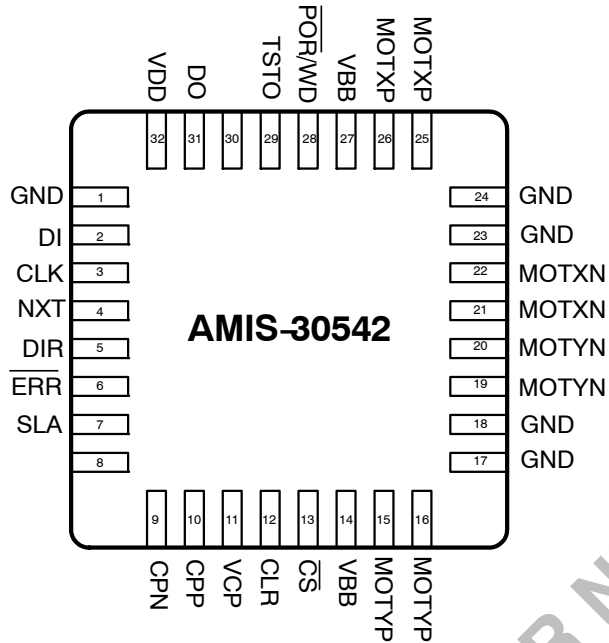 VDD
DO
TSTO
POR/WD
VBB
MOTXP
MOTXP
32
31
30
29
28
27
26
25
GND 1
DI 2
CLK 3
NXT 4
DIR 5
ERR 6
SLA 7
8
24 GND
23 GND
22 MOTXN
21 MOTXN
20 MOTYN
19 MOTYN
18 GND
17 GND
AMIS-30542
9
10
11
12
13
14
15
16
CPN
CPP
VCP
CLR
CS
VBB
MOTYP
MOTYP
R N